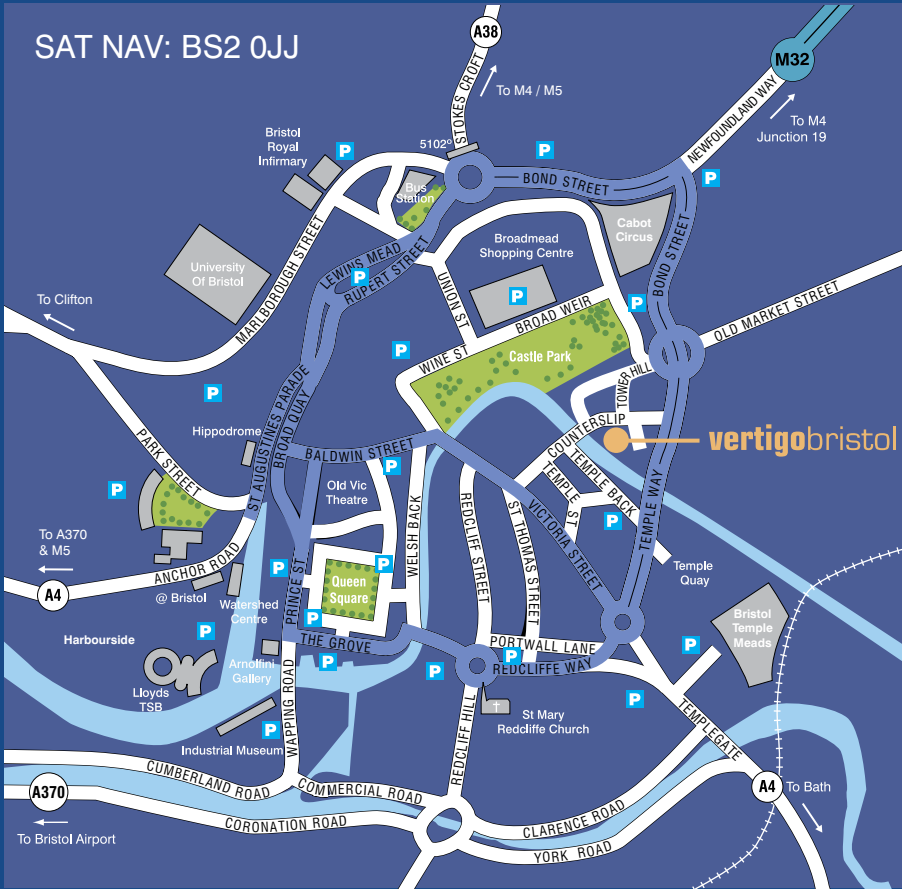 SAT NAV: BS2 0JJ
A38
M32
STOKES CROFT
To M4 / M5
NEWFOUNDLAND WAY
To M4
Junction 19
Bristol
Royal
Infirmary
P
5102º
P
P
BOND STREET
Bus
Station
Cabot
Circus
Broadmead
Shopping Centre
University
Of Bristol
MARLBOROUGH STREET
LEWINS MEAD
P
RUPERT STREET
UNION ST
P
BOND STREET
To Clifton
BROAD WEIR
P
OLD MARKET STREET
WINE ST
P
Castle Park
TOWER HILL
P
ST AUGUSTINES PARADE
BROAD QUAY
PARK STREET
Hippodrome
BALDWIN STREET
COUNTERSLIP
vertigobristol
P
Old Vic
Theatre
P
WELSH BACK
REDCLIFF STREET
ST THOMAS STREET
VICTORIA STREET
TEMPLE ST
TEMPLE BACK
P
TEMPLE WAY
To A370
& M5
A4
ANCHOR ROAD
@ Bristol
Watershed
Centre
P
PRINCE ST
Queen
Square
P
P
Temple
Quay
Bristol
Temple
Meads
Harbourside
P
Arnolfini
Gallery
THE GROVE
P
P
PORTWALL LANE
P
REDCLIFFE WAY
P
P
Lloyds
TSB
WAPPING ROAD
REDCLIFF HILL
St Mary
Redcliffe Church
Industrial Museum
P
TEMPLEGATE
CUMBERLAND ROAD
COMMERCIAL ROAD
A370
CORONATION ROAD
CLARENCE ROAD
YORK ROAD
A4
To Bath
To Bristol Airport